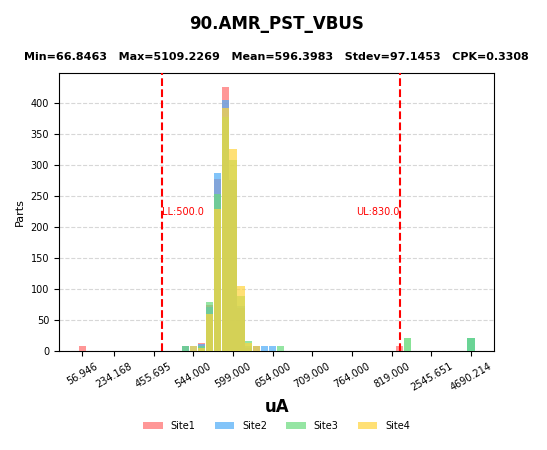 90.AMR_PST_VBUS
Min=66.8463 Max=5109.2269 Mean=596.3983 Stdev=97.1453 CPK=0.3308
400
350
300
250
200
150
100
50
0
Parts
LL:500.0
UL:830.0
56.946
234.168
455.695
544.000
599.000
654.000
709.000
764.000
819.000
2545.651
4690.214
uA
Site1 Site2 Site3 Site4